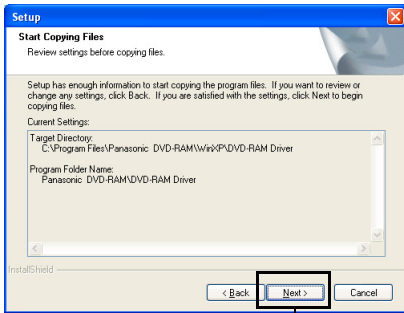 Setup
Start Copying Files
Review settings before copying files.
Setup has enough information to start copying the program files. If you want to review or
change any settings, click Back. If you are satisfied with the settings, click Next to begin
copying files.
Current Settings:
Target Directory:
C:\Program Files\Panasonic DVD-RAM\WinXP\DVD-RAM Driver
Program Folder Name:
Panasonic DVD-RAM\DVD-RAM Driver
InstallShield
< Back
Next >
Cancel